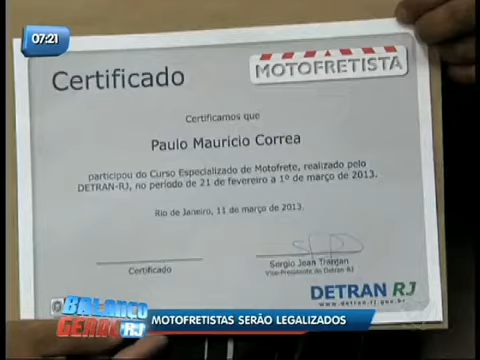 07:21
Certificado
MOTOFRETISTA
Certificamos que
Paulo Mauricio Correa
participou do Curso Especializado de Motofrete, realizado pelo
DETRAN-RJ, no período de 21 de fevereiro a 1º de março de 2013.
Rio de Janeiro, 11 de março de 2013.
Certificado
Sergio Jean Tranjan
Vice-Presidente do Detran-RJ
DETRAN RJ
www.detran.rj.gov.br
BALANÇO
GERAL RJ
MOTOFRETISTAS SERÃO LEGALIZADOS